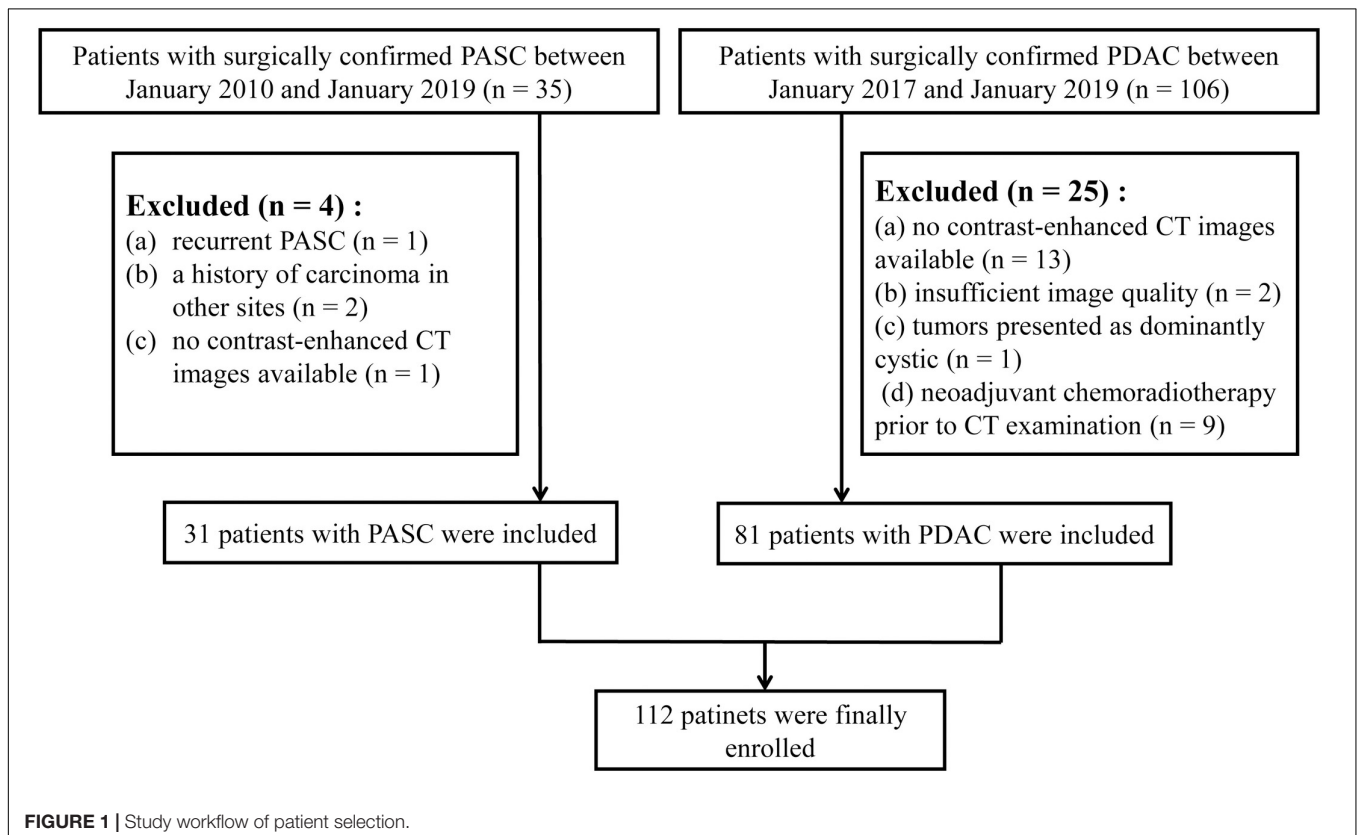 Patients with surgically confirmed PASC between
January 2010 and January 2019 (n = 35)
Patients with surgically confirmed PDAC between
January 2017 and January 2019 (n = 106)
Excluded (n = 4) :
(a) recurrent PASC (n = 1)
(b) a history of carcinoma in
other sites (n = 2)
(c) no contrast-enhanced CT
images available (n = 1)
Excluded (n = 25) :
(a) no contrast-enhanced CT images
available (n = 13)
(b) insufficient image quality (n = 2)
(c) tumors presented as dominantly
cystic (n = 1)
(d) neoadjuvant chemoradiotherapy
prior to CT examination (n = 9)
31 patients with PASC were included
81 patients with PDAC were included
112 patinets were finally
enrolled
FIGURE 1 | Study workflow of patient selection.